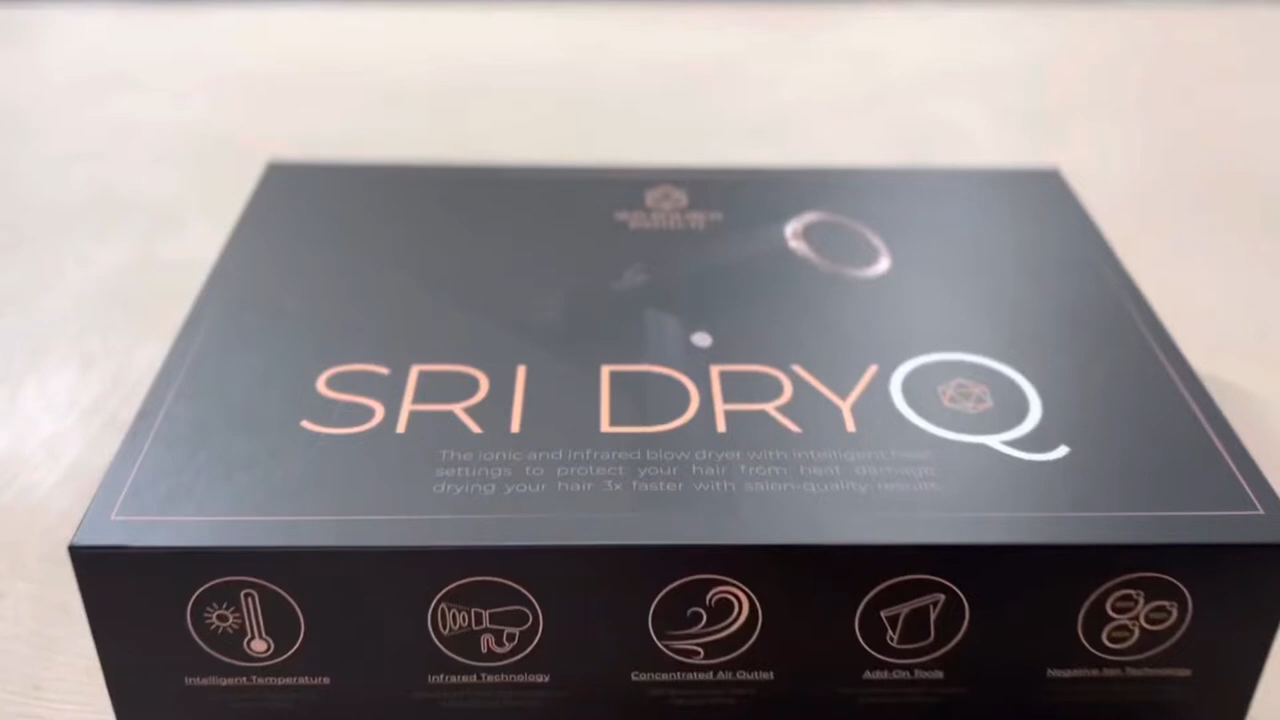 SRI DRYQ
The ionic and infrared blow dryer with intelligent heat
settings to protect your hair from heat damage
drying your hair 3x faster with salon-quality results.
Intelligent Temperature
Infrared Technology
Concentrated Air Outlet
Add-On Tools
Negative Ion Technology